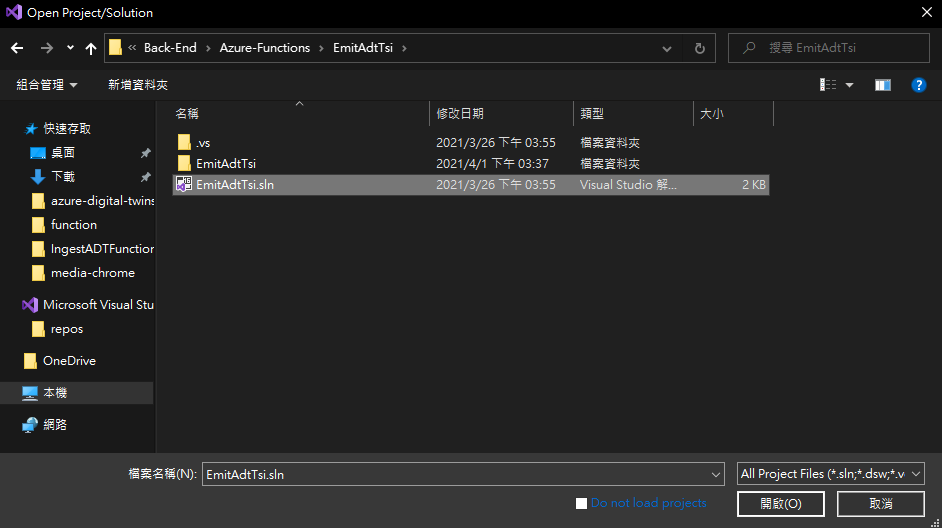 Open Project/Solution
« Back-End › Azure-Functions › EmitAdtTsi ›
搜尋 EmitAdtTsi
組合管理 新增資料夾
名稱 修改日期 類型 大小
.vs 2021/3/26 下午 03:55 檔案資料夾
EmitAdtTsi 2021/4/1 下午 03:37 檔案資料夾
EmitAdtTsi.sln 2021/3/26 下午 03:55 Visual Studio 解... 2 KB
快速存取
桌面
下載
azure-digital-twins
function
IngestADTFunction
media-chrome
Microsoft Visual Stu
repos
OneDrive
本機
網路
檔案名稱(N): EmitAdtTsi.sln
All Project Files (*.sln;*.dsw;*.v
Do not load projects
開啟(O) 取消